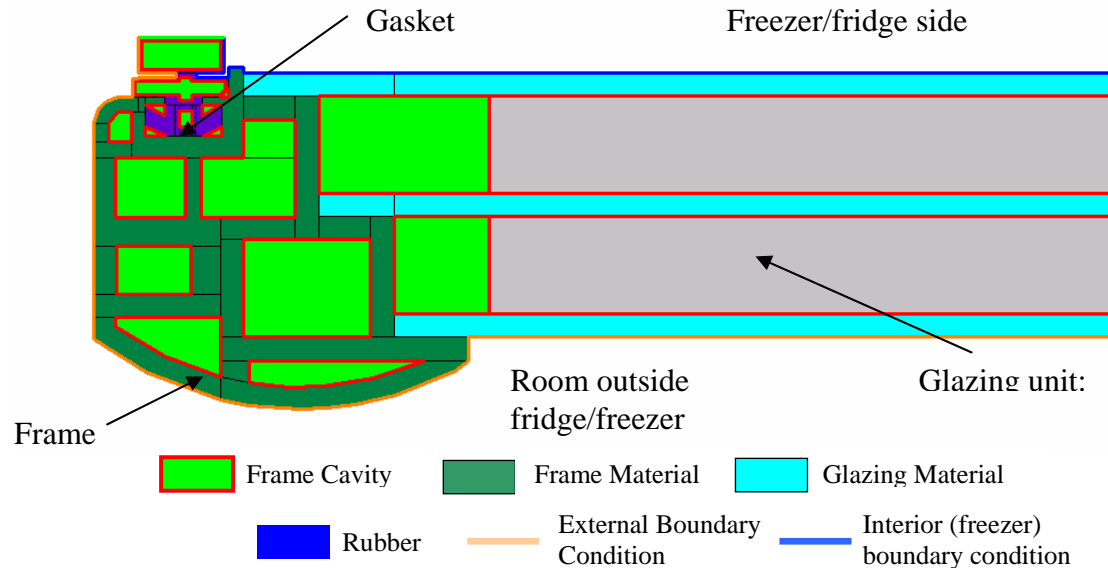 Gasket
Freezer/fridge side
Room outside
fridge/freezer
Glazing unit:
Frame
Frame Cavity
Frame Material
Glazing Material
Rubber
External Boundary
Condition
Interior (freezer)
boundary condition